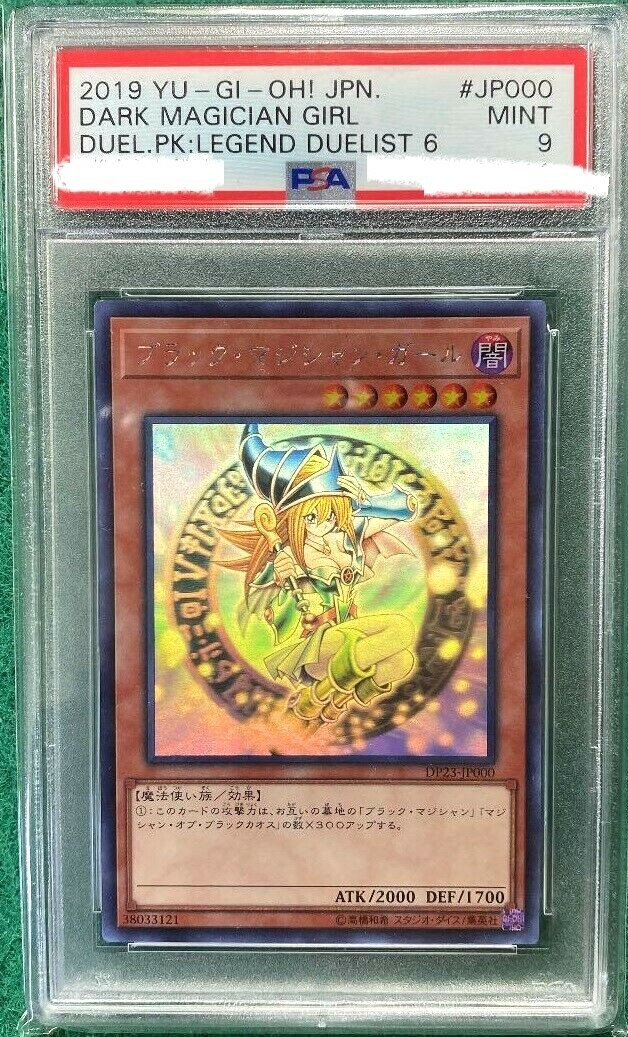 2019 YU-GI-OH! JPN. #JP000
DARK MAGICIAN GIRL MINT
DUEL.PK:LEGEND DUELIST 6 9
PSA
ブラック・マジシャン・ガール
やみ
闇
DP23-JP000
【魔法使い族／効果】
①:このカードの攻撃力は、お互いの墓地の「ブラック・マジシャン」「マジ
シャン・オブ・ブラックカオス」の数×300アップする。
ATK/2000 DEF/1700
38033121 ©高橋和希 スタジオ・ダイス/集英社